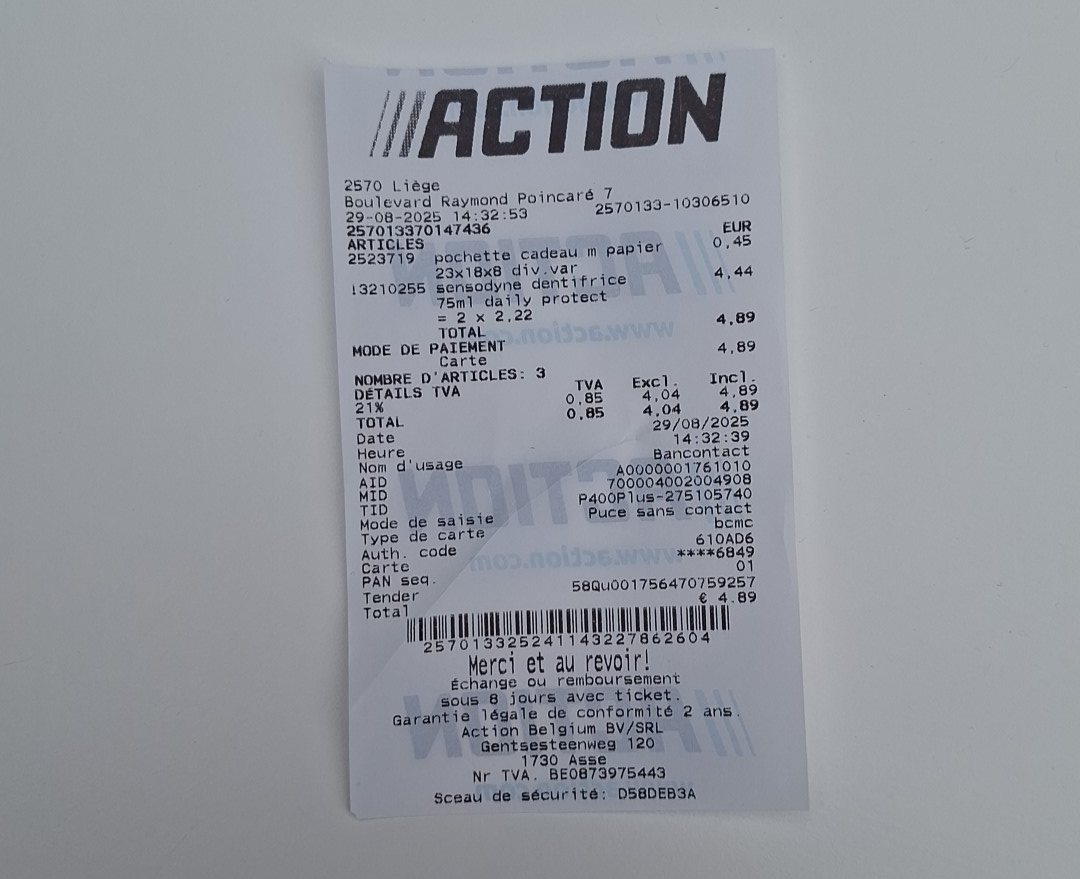 ACTION
2570 Liège
Boulevard Raymond Poincaré 7
29-08-2025 14:32:53 2570133-10306510
257013370147436
ARTICLES EUR
2523719 pochette cadeau m papier 0,45
23x18x8 div.var
!3210255 sensodyne dentifrice 4,44
75ml daily protect
= 2 x 2,22
TOTAL 4,89
MODE DE PAIEMENT
Carte 4,89
NOMBRE D'ARTICLES: 3
DÉTAILS TVA TVA Excl. Incl.
21% 0,85 4,04 4,89
TOTAL 0,85 4,04 4,89
Date 29/08/2025
Heure 14:32:39
Nom d'usage Bancontact
AID A0000001761010
MID 700004002004908
TID P400Plus-275105740
Mode de saisie Puce sans contact
Type de carte bcmc
Auth. code 610AD6
Carte ****6849
PAN seq. 01
Tender 58Qu001756470759257
Total € 4.89
257013325241143227862604
Merci et au revoir!
Échange ou remboursement
sous 8 jours avec ticket.
Garantie légale de conformité 2 ans.
Action Belgium BV/SRL
Gentsesteenweg 120
1730 Asse
Nr TVA. BE0873975443
Sceau de sécurité: D58DEB3A